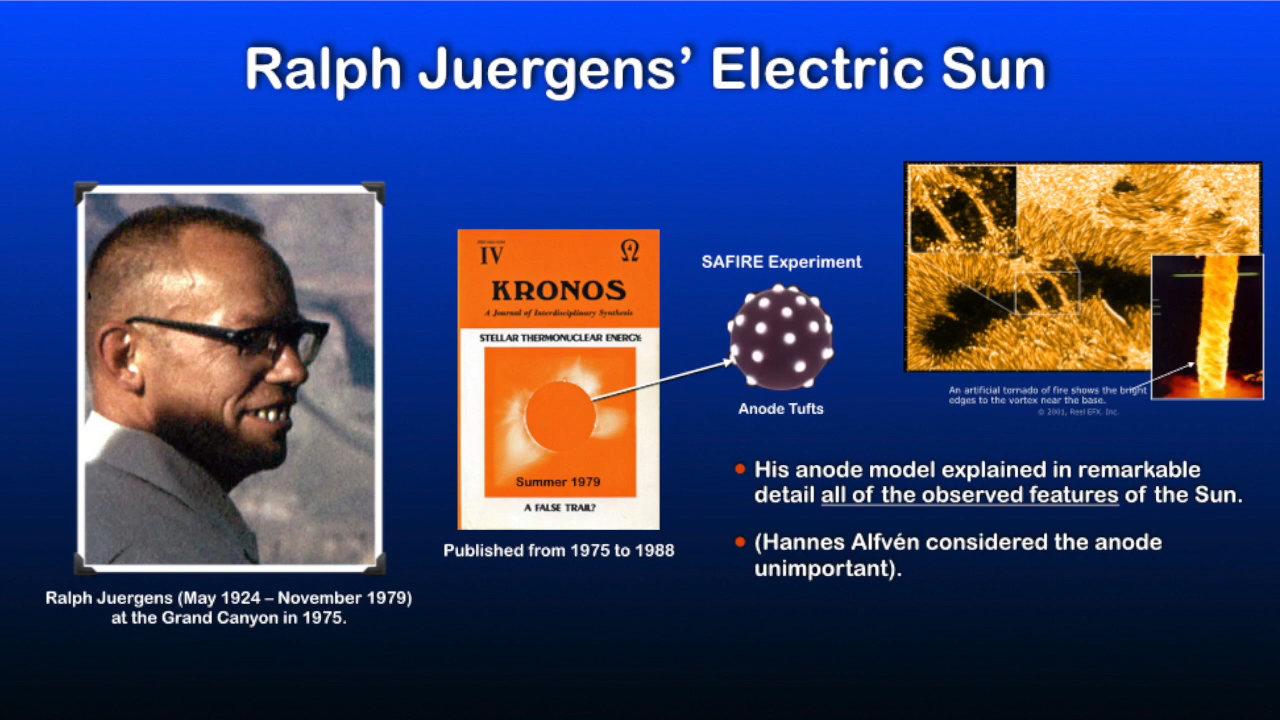 Ralph Juergens’ Electric Sun
IV
Ω
KRONOS
A Journal of Interdisciplinary Synthesis
STELLAR THERMONUCLEAR ENERGY:
Summer 1979
A FALSE TRAIL?
Published from 1975 to 1988
Ralph Juergens (May 1924 – November 1979)
at the Grand Canyon in 1975.
SAFIRE Experiment
Anode Tufts
An artificial tornado of fire shows the bright
edges to the vortex near the base.
© 2001, Reel EFX, Inc.
• His anode model explained in remarkable
detail all of the observed features of the Sun.
• (Hannes Alfvén considered the anode
unimportant).